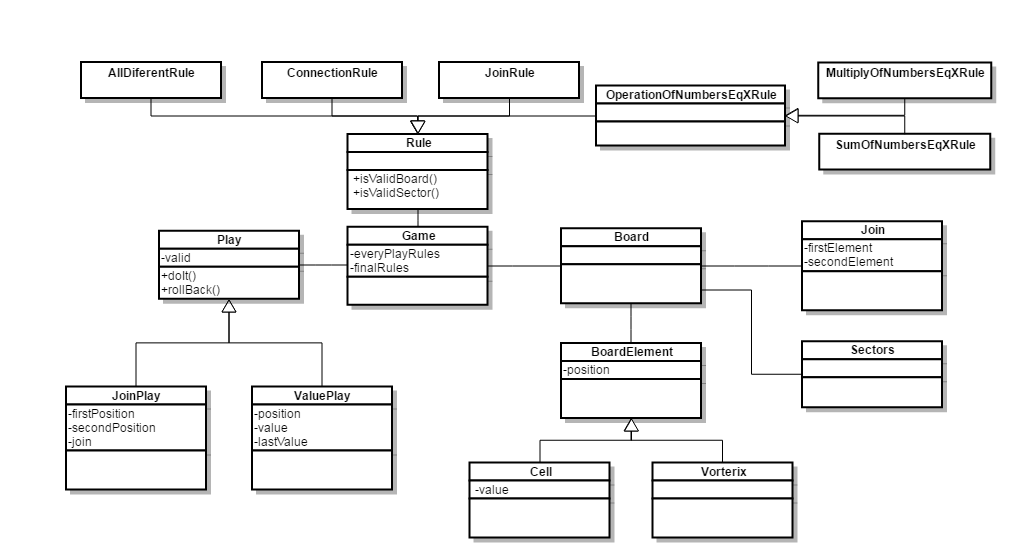 AllDiferentRule
ConnectionRule
JoinRule
OperationOfNumbersEqXRule
MultiplyOfNumbersEqXRule
SumOfNumbersEqXRule
Rule
+isValidBoard()
+isValidSector()
Play
-valid
+doIt()
+rollBack()
Game
-everyPlayRules
-finalRules
Board
Join
-firstElement
-secondElement
BoardElement
-position
Sectors
JoinPlay
-firstPosition
-secondPosition
-join
ValuePlay
-position
-value
-lastValue
Cell
-value
Vorterix